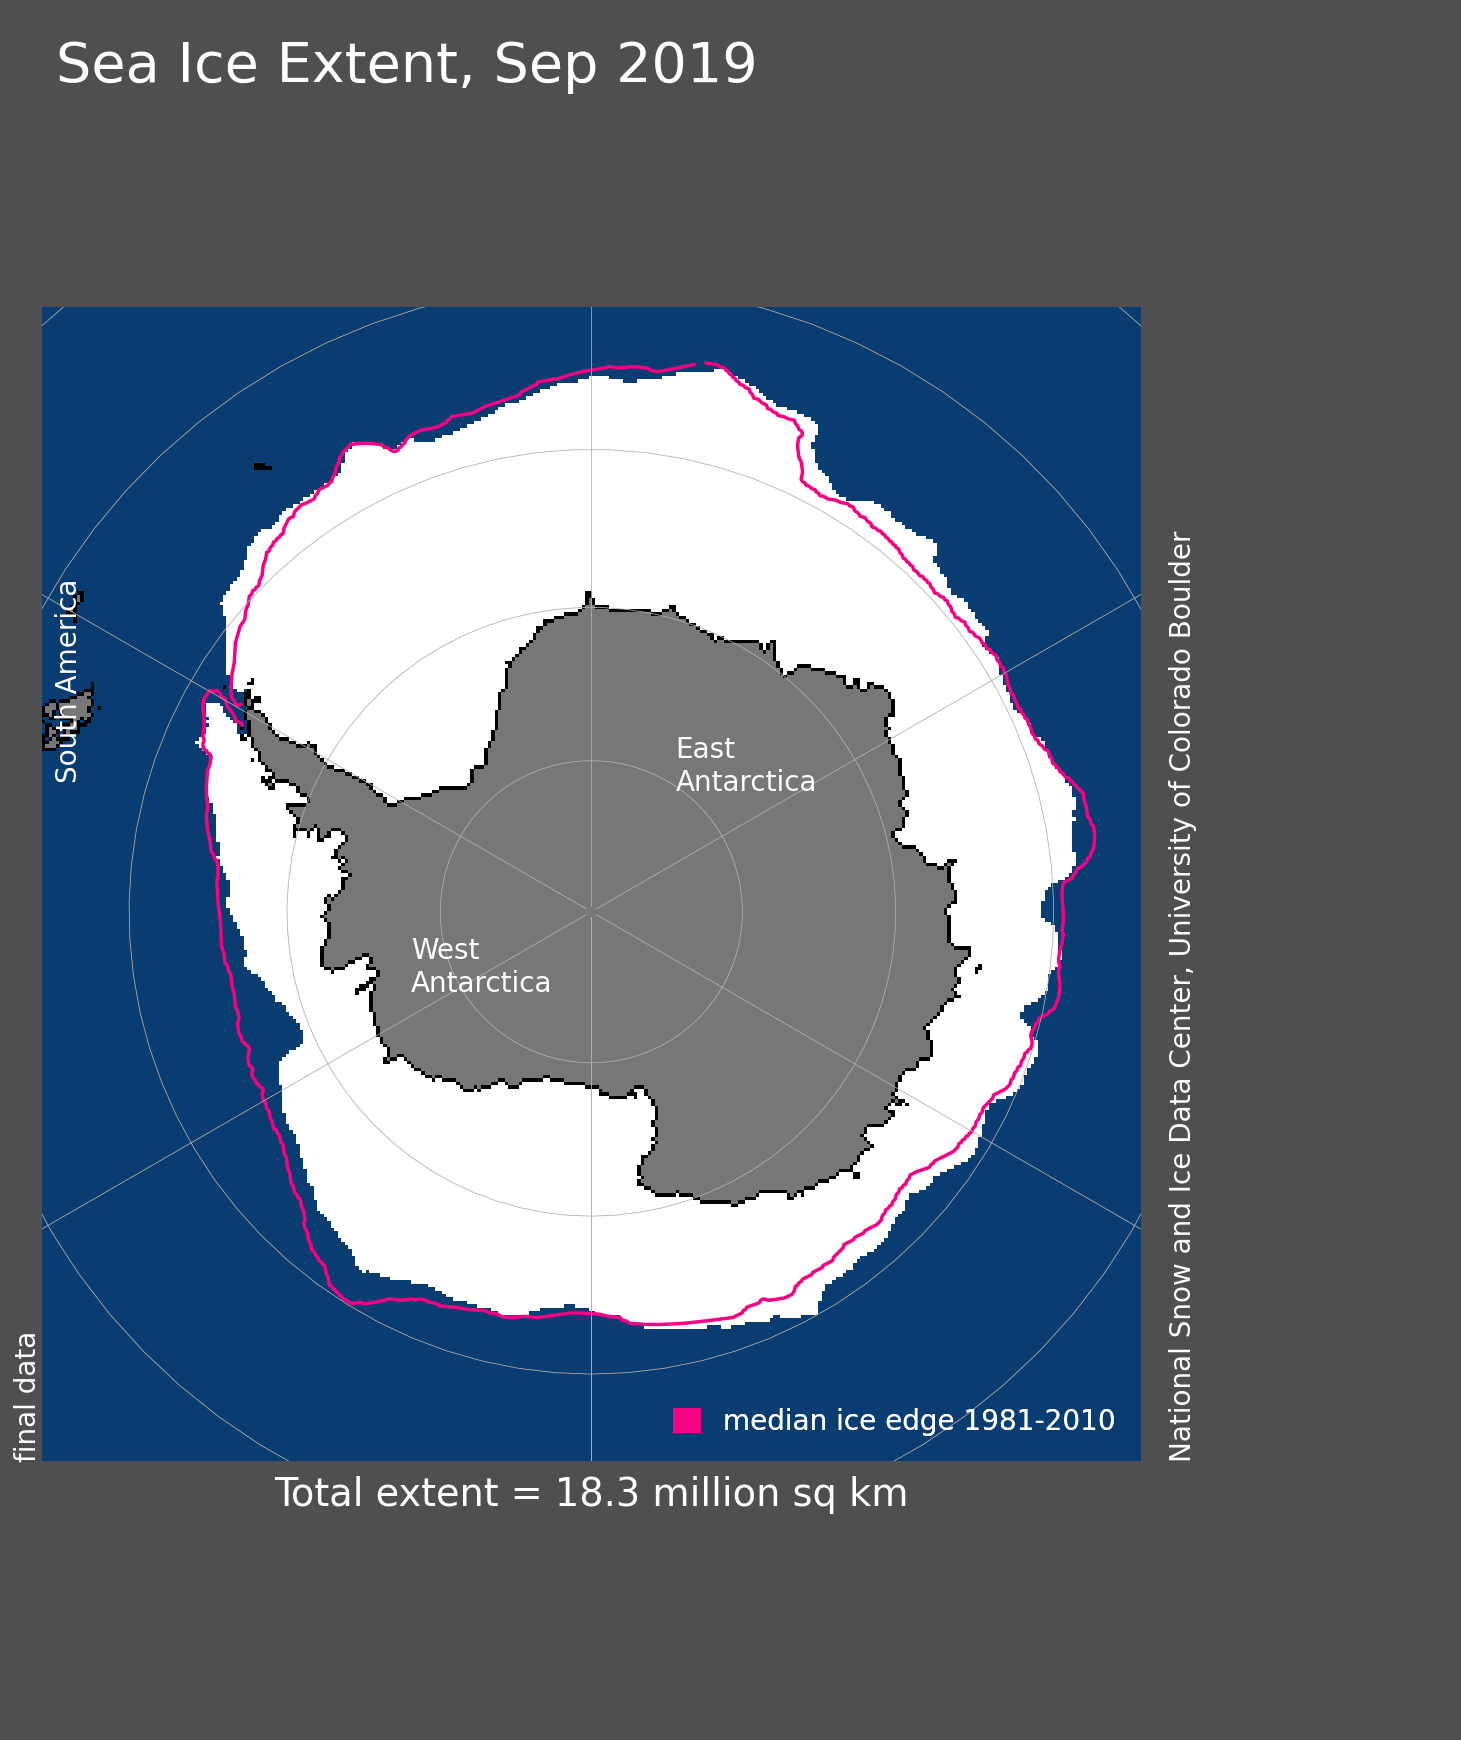 Sea Ice Extent, Sep 2019
South America
East
Antarctica
West
Antarctica
National Snow and Ice Data Center, University of Colorado Boulder
final data
median ice edge 1981-2010
Total extent = 18.3 million sq km